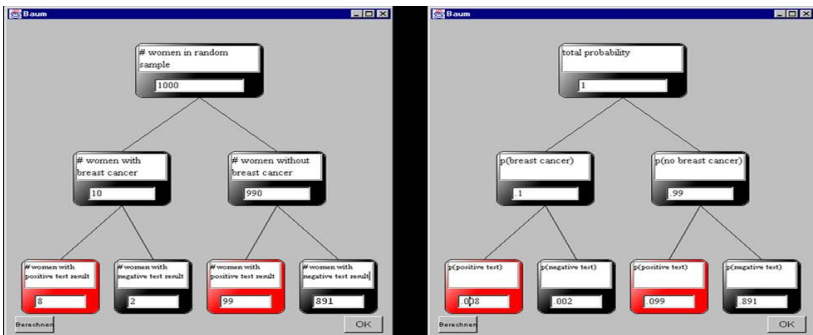 Baum
# women in random
sample
1000
# women with
breast cancer
10
# women without
breast cancer
990
#women with
positive test result
8
#women with
negative test result
2
#women with
positive test result
99
#women with
negative test result
891
Berechnen
OK
Baum
total probability
1
p(breast cancer)
.1
p(no breast cancer)
.99
p(positive test)
.008
p(negative test)
.002
p(positive test)
.099
p(negative test)
.891
Berechnen
OK